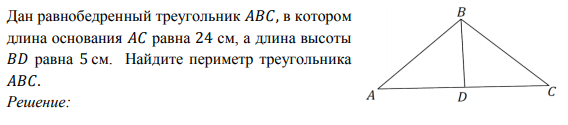 Дан равнобедренный треугольник ABC, в котором
длина основания AC равна 24 см, а длина высоты
BD равна 5 см. Найдите периметр треугольника
ABC.
Решение:
B
A
D
C